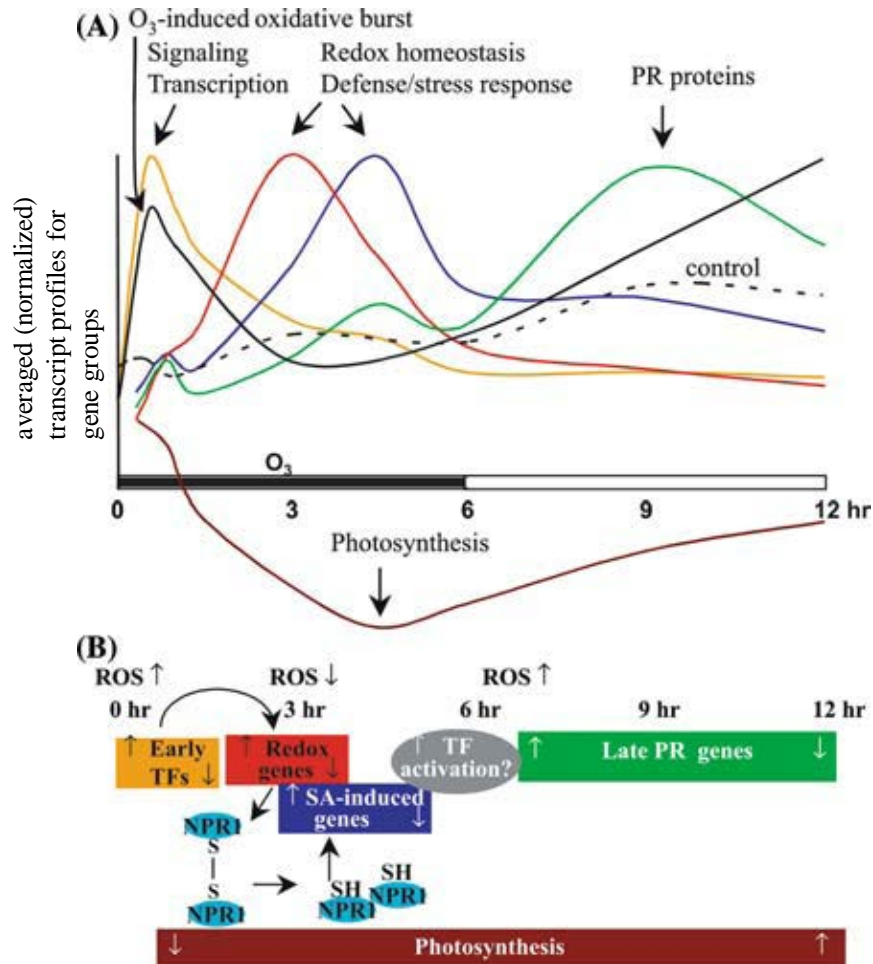 (A)
O₃-induced oxidative burst
Signaling
Transcription
Redox homeostasis
Defense/stress response
PR proteins
averaged (normalized)
transcript profiles for
gene groups
control
O₃
0 3 6 9 12 hr
Photosynthesis
(B)
ROS ↑ ROS ↓ ROS ↑
0 hr 3 hr 6 hr 9 hr 12 hr
↑ Early
TFs ↓
↑ Redox
genes ↓
↑ TF
activation?
↑ Late PR genes ↓
↑ SA-induced
genes ↓
NPR1
S
S
NPR1
SH
NPR1
SH
NPR1
↓ Photosynthesis ↑